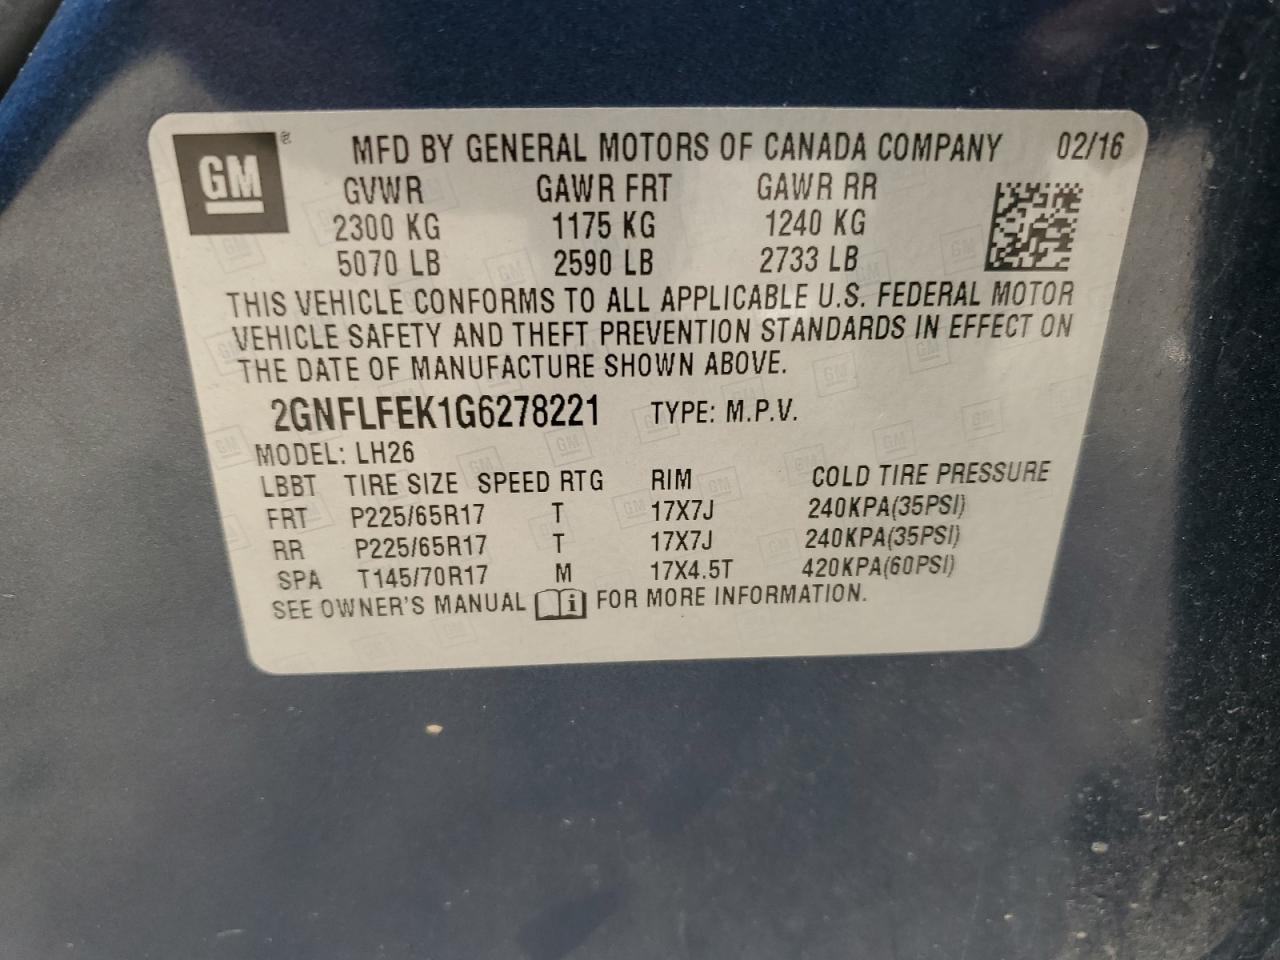 GM ® MFD BY GENERAL MOTORS OF CANADA COMPANY 02/16
GVWR GAWR FRT GAWR RR
2300 KG 1175 KG 1240 KG
5070 LB 2590 LB 2733 LB
THIS VEHICLE CONFORMS TO ALL APPLICABLE U.S. FEDERAL MOTOR
VEHICLE SAFETY AND THEFT PREVENTION STANDARDS IN EFFECT ON
THE DATE OF MANUFACTURE SHOWN ABOVE.
2GNFLFEK1G6278221 TYPE: M.P.V.
MODEL: LH26
LBBT TIRE SIZE SPEED RTG RIM COLD TIRE PRESSURE
FRT P225/65R17 T 17X7J 240KPA(35PSI)
RR P225/65R17 T 17X7J 240KPA(35PSI)
SPA T145/70R17 M 17X4.5T 420KPA(60PSI)
SEE OWNER'S MANUAL i FOR MORE INFORMATION.